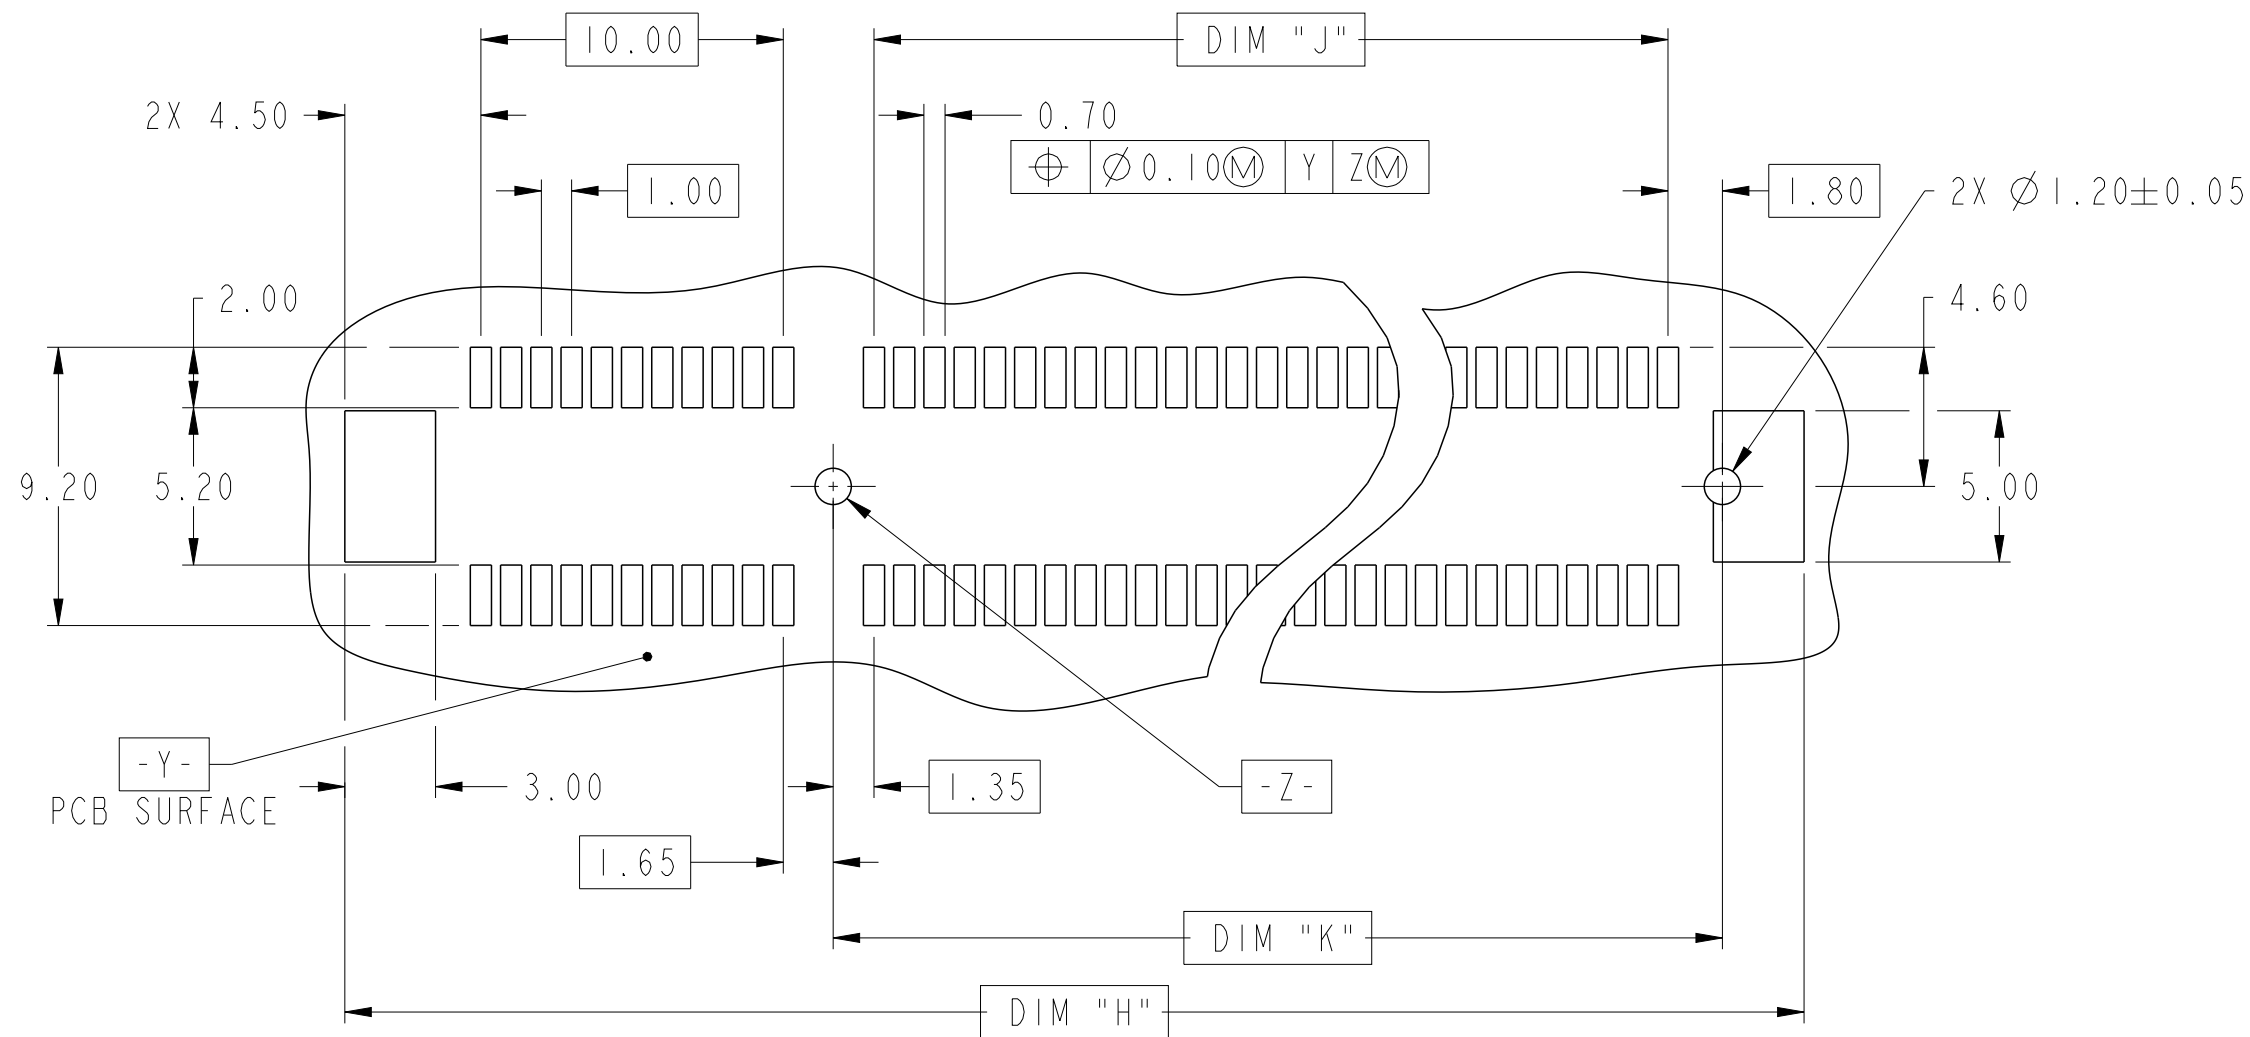 10.00
DIM "J"
2X 4.50
0.70
⌖ ⌀0.10Ⓜ Y ZⓂ
1.00
1.80
2X ⌀1.20±0.05
2.00
4.60
9.20
5.20
5.00
-Y-
PCB SURFACE
3.00
1.35
-Z-
1.65
DIM "K"
DIM "H"